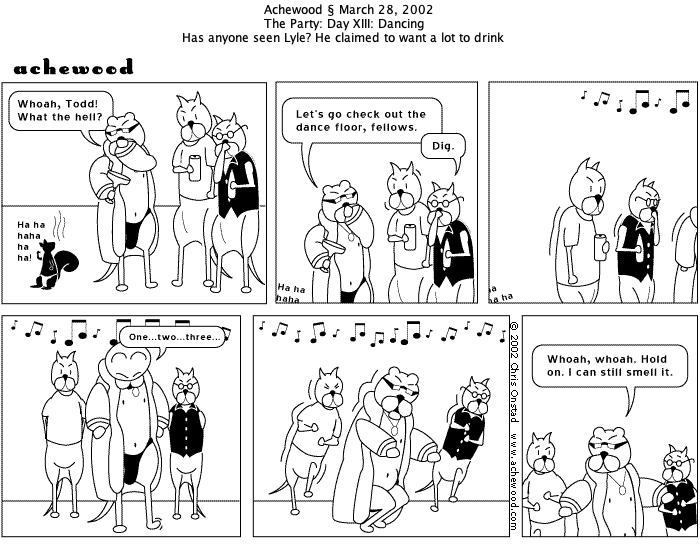 Achewood § March 28, 2002
The Party: Day XIII: Dancing
Has anyone seen Lyle? He claimed to want a lot to drink
achewood
Whoah, Todd!
What the hell?
Ha ha
haha
ha
ha!
Let's go check out the
dance floor, fellows.
Dig.
Ha ha
haha
ha
ha ha
One...two...three...
© 2002 Chris Onstad www.achewood.com
Whoah, whoah. Hold
on. I can still smell it.